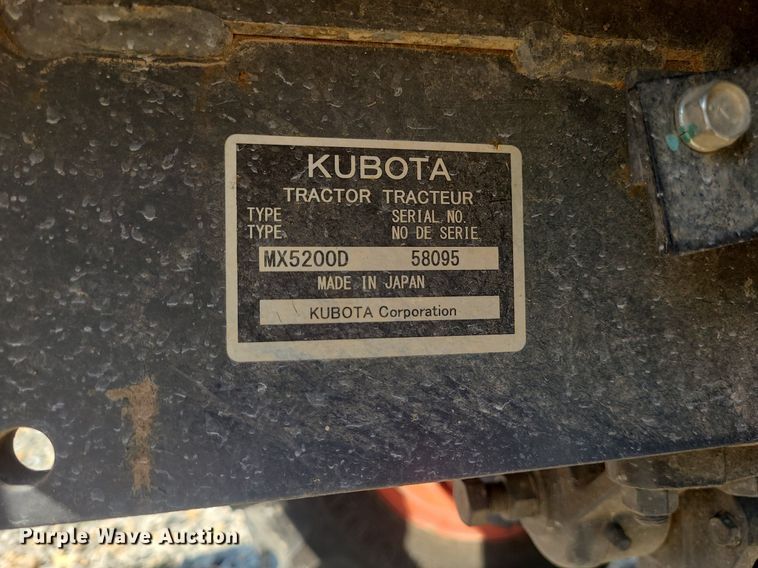 KUBOTA
TRACTOR TRACTEUR
TYPE SERIAL NO.
TYPE. NO DE SERIE
MX5200D 58095
MADE IN JAPAN
KUBOTA Corporation
1
Purple Wave Auction